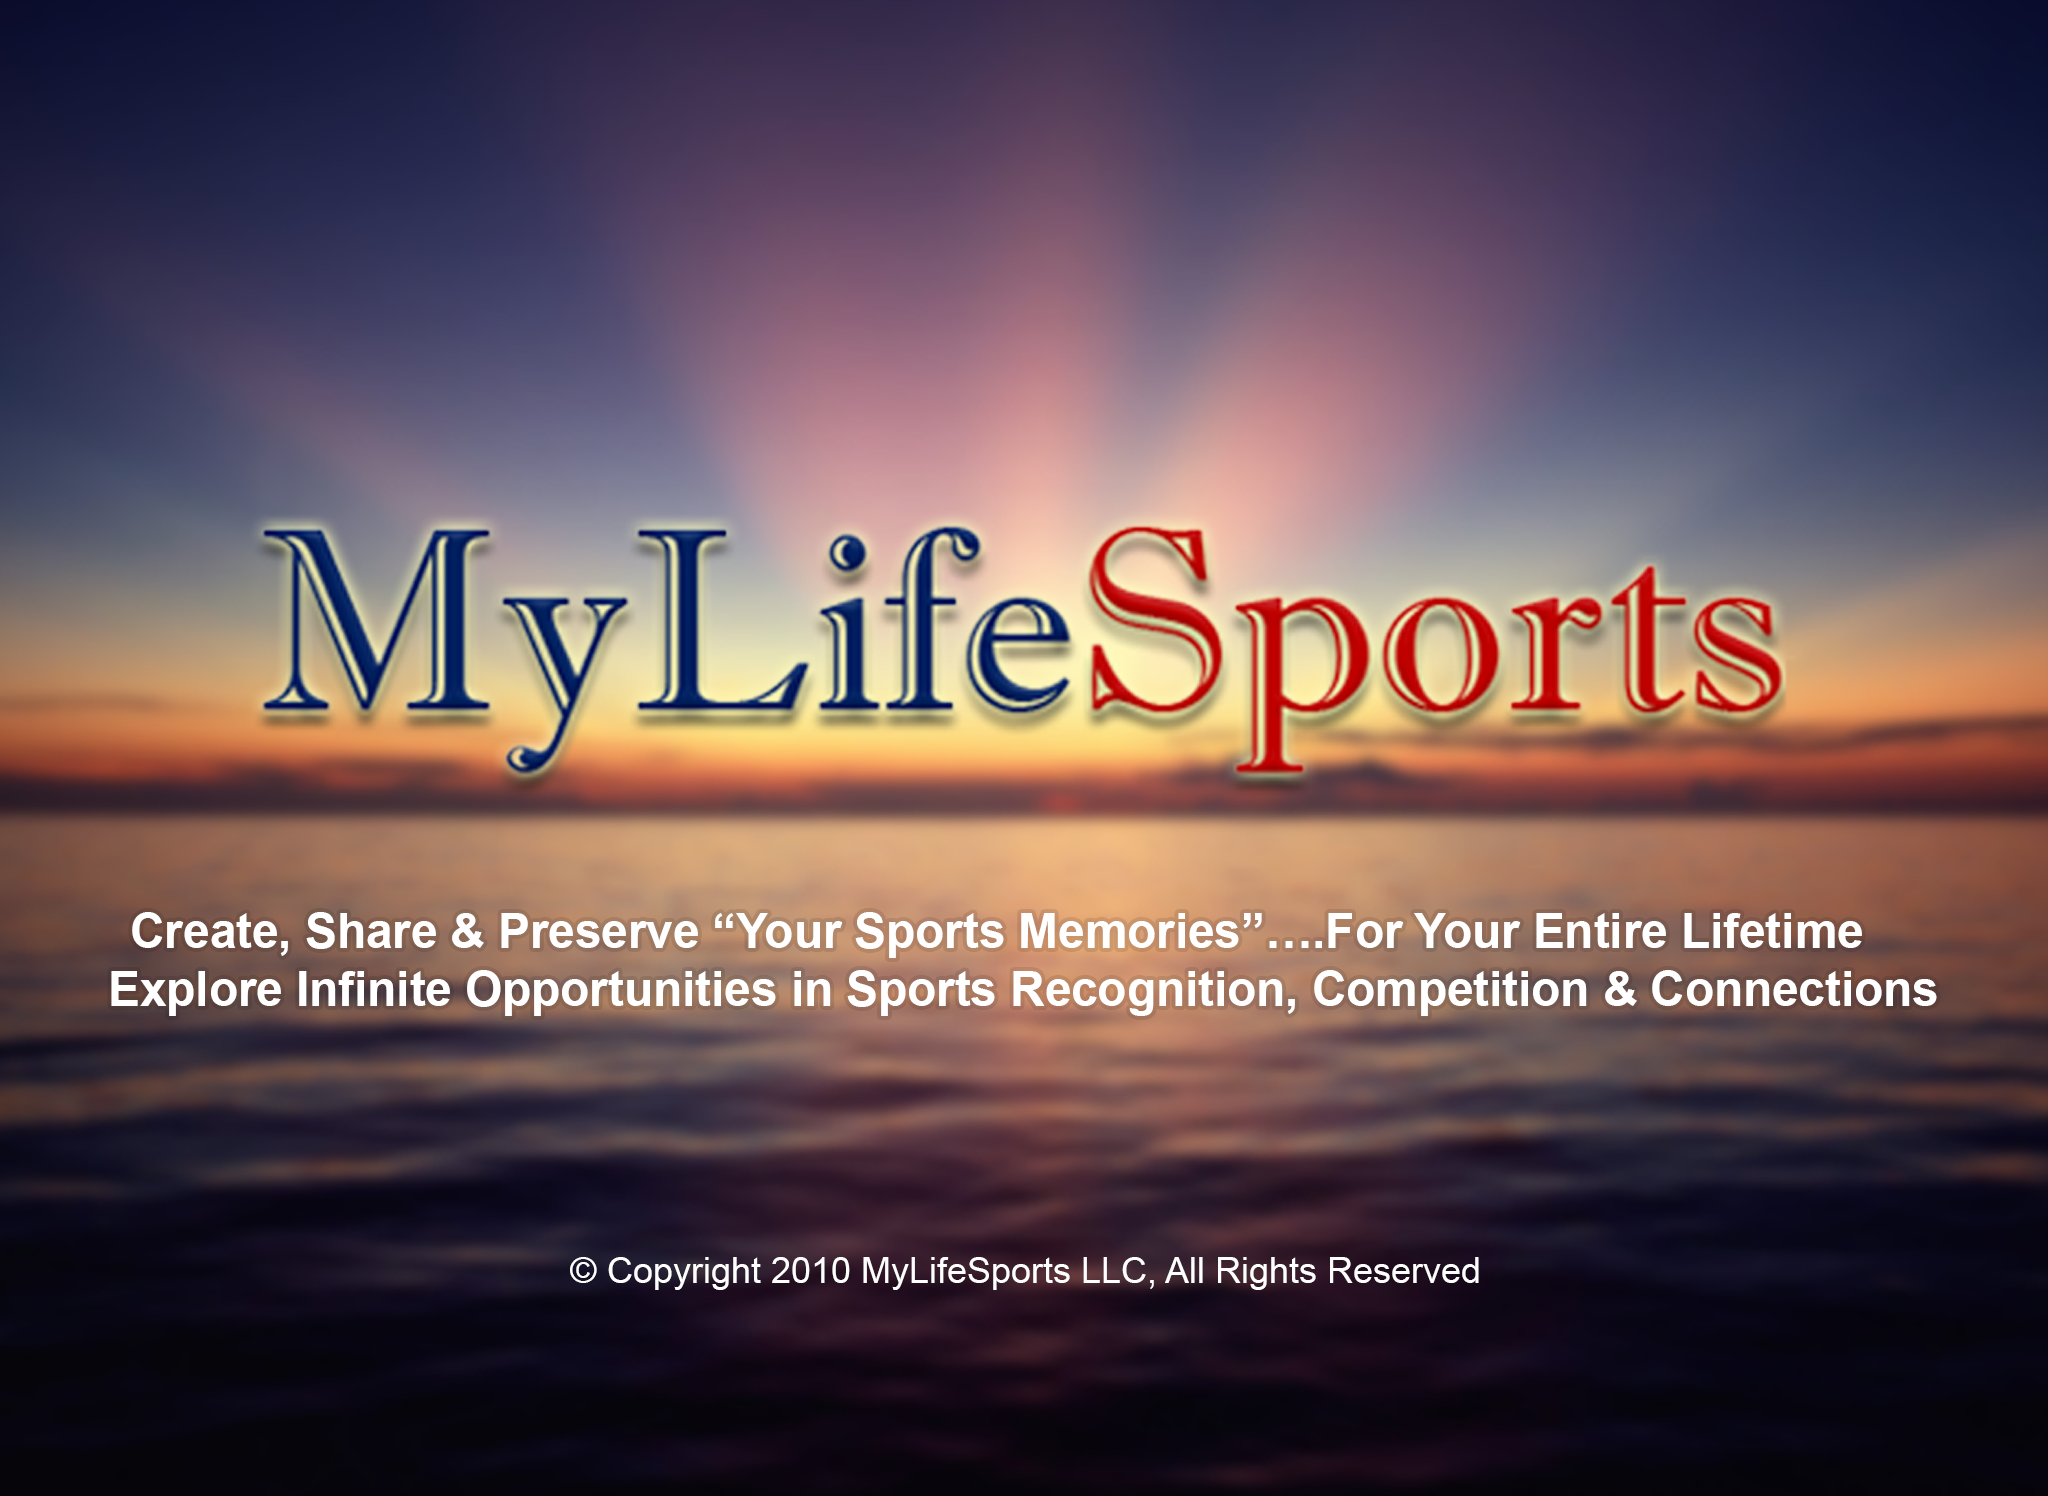 MyLifeSports
Create, Share & Preserve “Your Sports Memories”....For Your Entire Lifetime
Explore Infinite Opportunities in Sports Recognition, Competition & Connections
© Copyright 2010 MyLifeSports LLC, All Rights Reserved